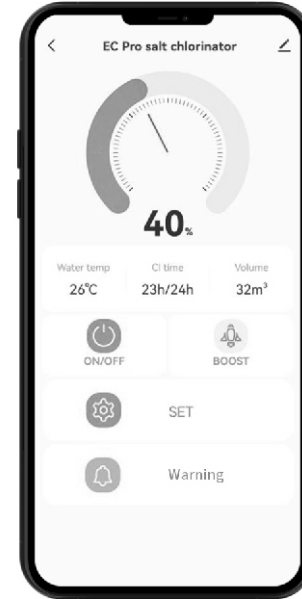 EC Pro salt chlorinator
40%
Water temp Cl time Volume
26°C 23h/24h 32m³
ON/OFF BOOST
SET
Warning